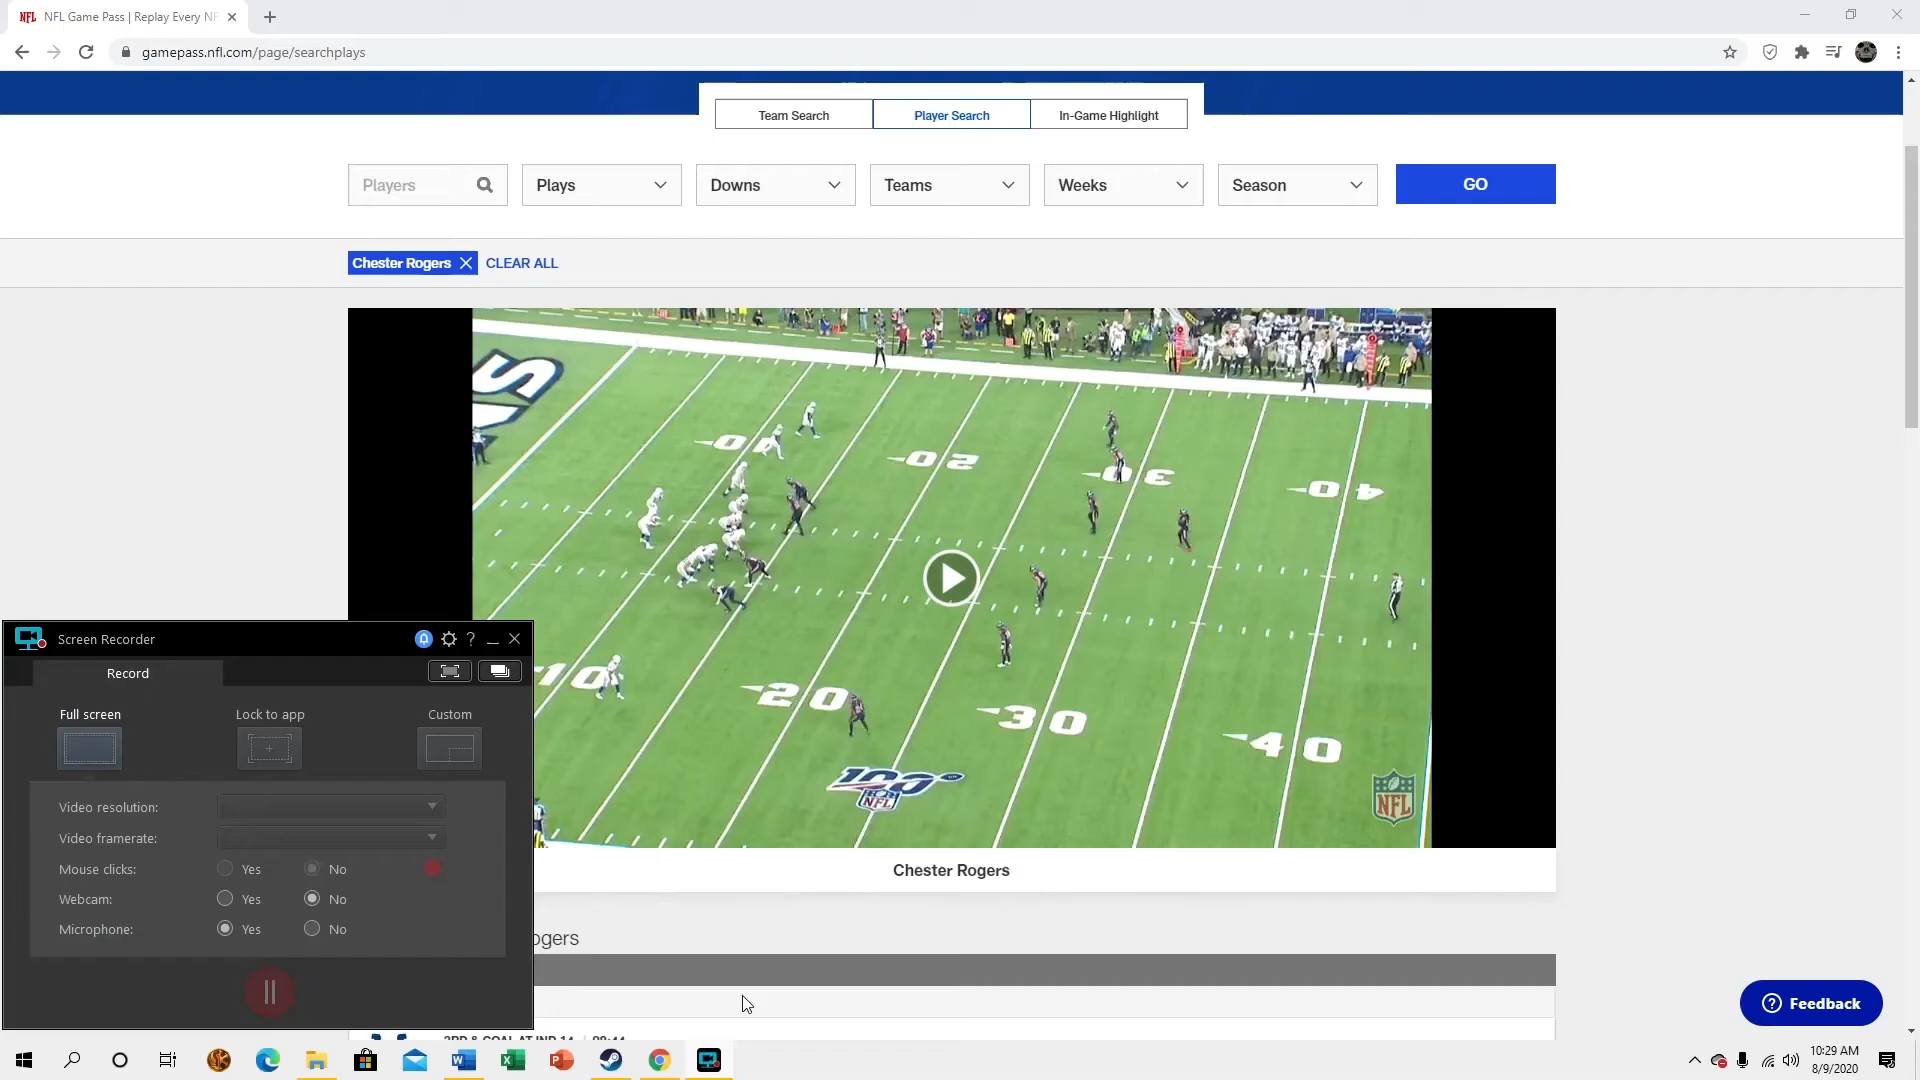 NFL Game Pass | Replay Every NF
gamepass.nfl.com/page/searchplays
Team Search
Player Search
In-Game Highlight
Players
Plays
Downs
Teams
Weeks
Season
GO
Chester Rogers
CLEAR ALL
NFL
Chester Rogers
ogers
Screen Recorder
?
Record
Full screen
Lock to app
Custom
Video resolution:
Video framerate:
Mouse clicks: Yes No
Webcam: Yes No
Microphone: Yes No
Feedback
10:29 AM
8/9/2020